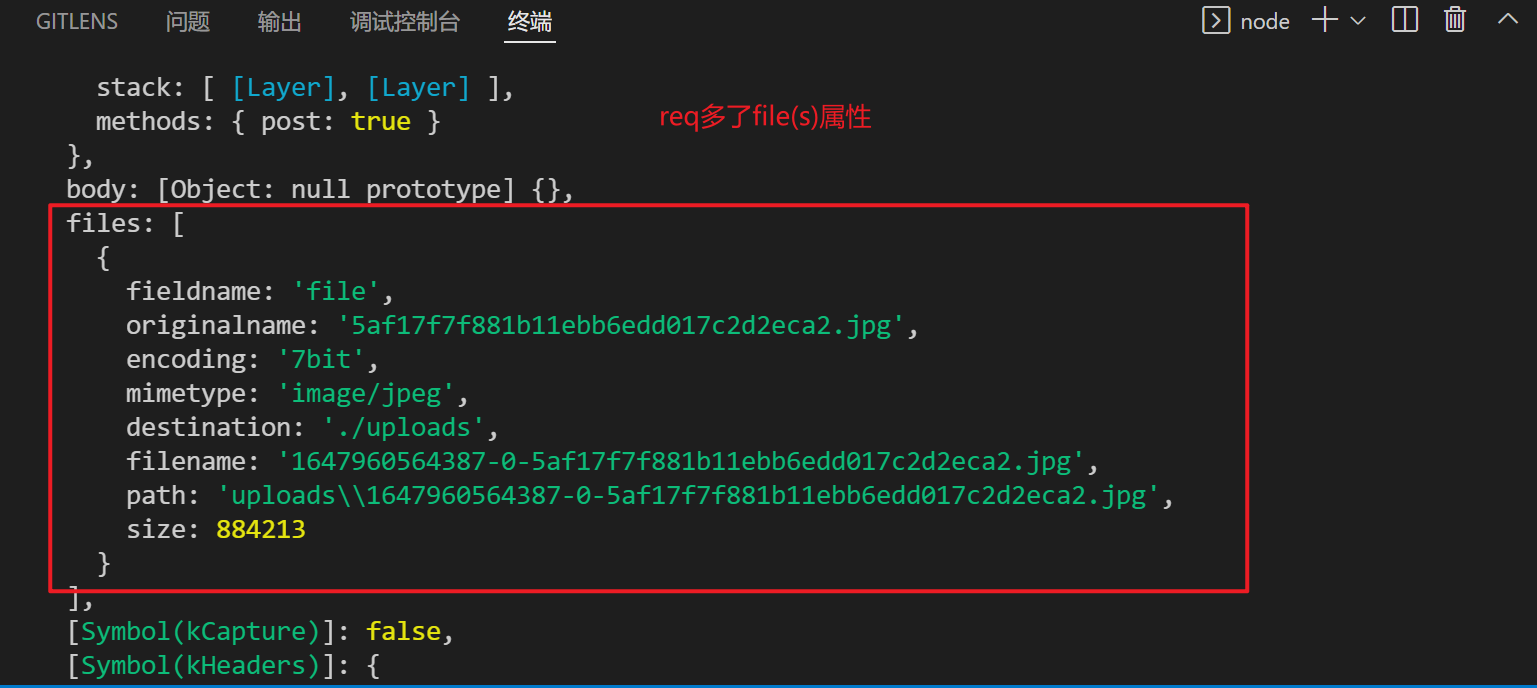 GITLENS 问题 输出 调试控制台 终端 node
stack: [ [Layer], [Layer] ],
req多了file(s)属性
methods: { post: true }
},
body: [Object: null prototype] {},
files: [
{
fieldname: 'file',
originalname: '5af17f7f881b11ebb6edd017c2d2eca2.jpg',
encoding: '7bit',
mimetype: 'image/jpeg',
destination: './uploads',
filename: '1647960564387-0-5af17f7f881b11ebb6edd017c2d2eca2.jpg',
path: 'uploads\\1647960564387-0-5af17f7f881b11ebb6edd017c2d2eca2.jpg',
size: 884213
}
],
[Symbol(kCapture)]: false,
[Symbol(kHeaders)]: {